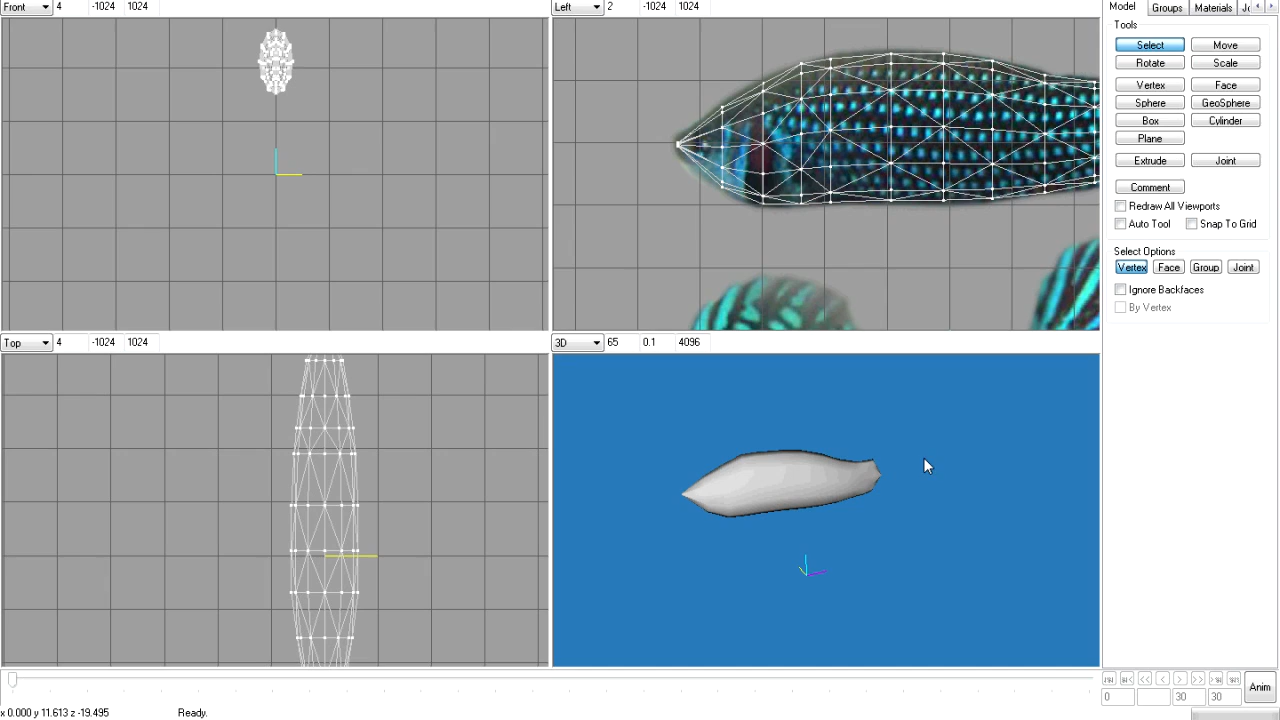 Front 4 -1024 1024
Left 2 -1024 1024
Model Groups Materials
Tools
Select Move
Rotate Scale
Vertex Face
Sphere GeoSphere
Box Cylinder
Plane
Extrude Joint
Comment
Redraw All Viewports
Auto Tool Snap To Grid
Select Options
Vertex Face Group Joint
Ignore Backfaces
By Vertex
Top 4 -1024 1024
3D 65 0.1 4096
0 30 30
Anim
x 0.000 y 11.613 z -19.495 Ready.